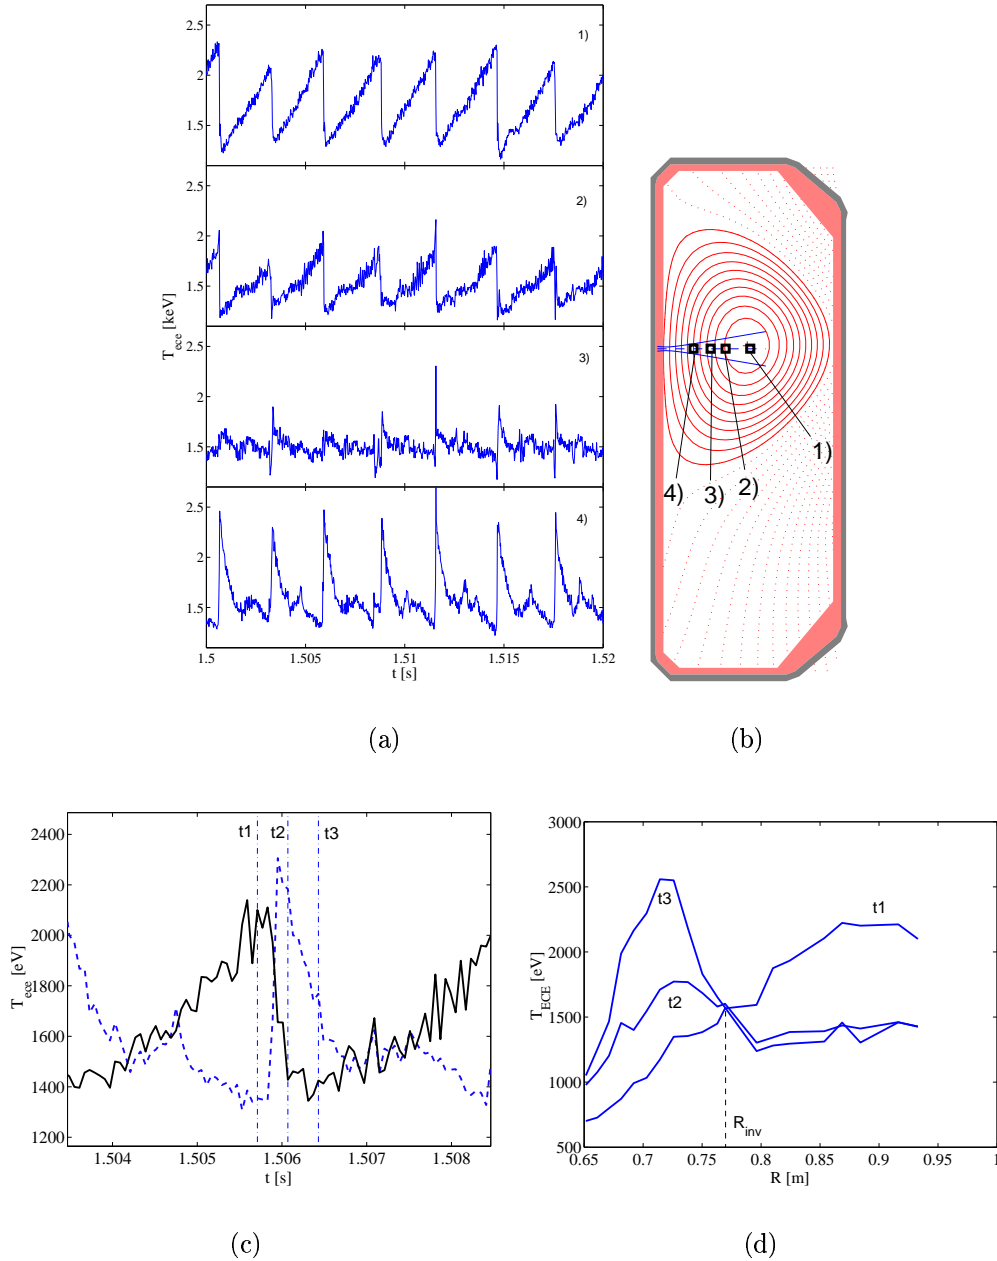 2.5
2
1.5
1)
2.5
2
1.5
2)
T_ece [keV]
2.5
2
1.5
3)
2.5
2
1.5
4)
1.5 1.505 1.51 1.515 1.52
t [s]
(a)
1)
2)
3)
4)
(b)
2400
2200
2000
1800
1600
1400
1200
T_ece [eV]
t1 t2 t3
1.504 1.505 1.506 1.507 1.508
t [s]
(c)
3000
2500
2000
1500
1000
500
T_ECE [eV]
t3
t1
t2
R_inv
0.65 0.7 0.75 0.8 0.85 0.9 0.95 1
R [m]
(d)